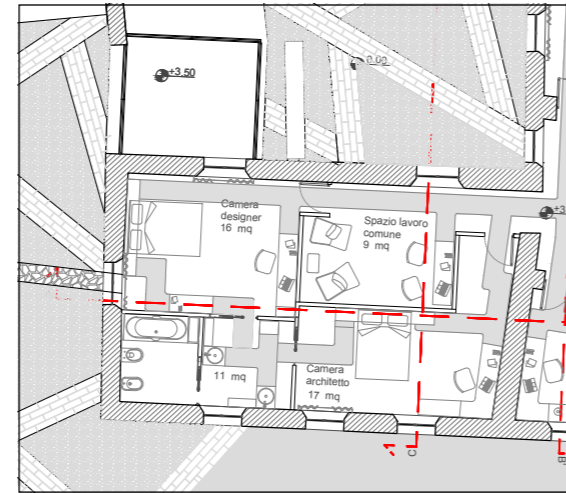 +3.50
0.00
Camera
designer
16 mq
Spazio lavoro
comune
9 mq
+3
11 mq
Camera
architetto
17 mq
C
B